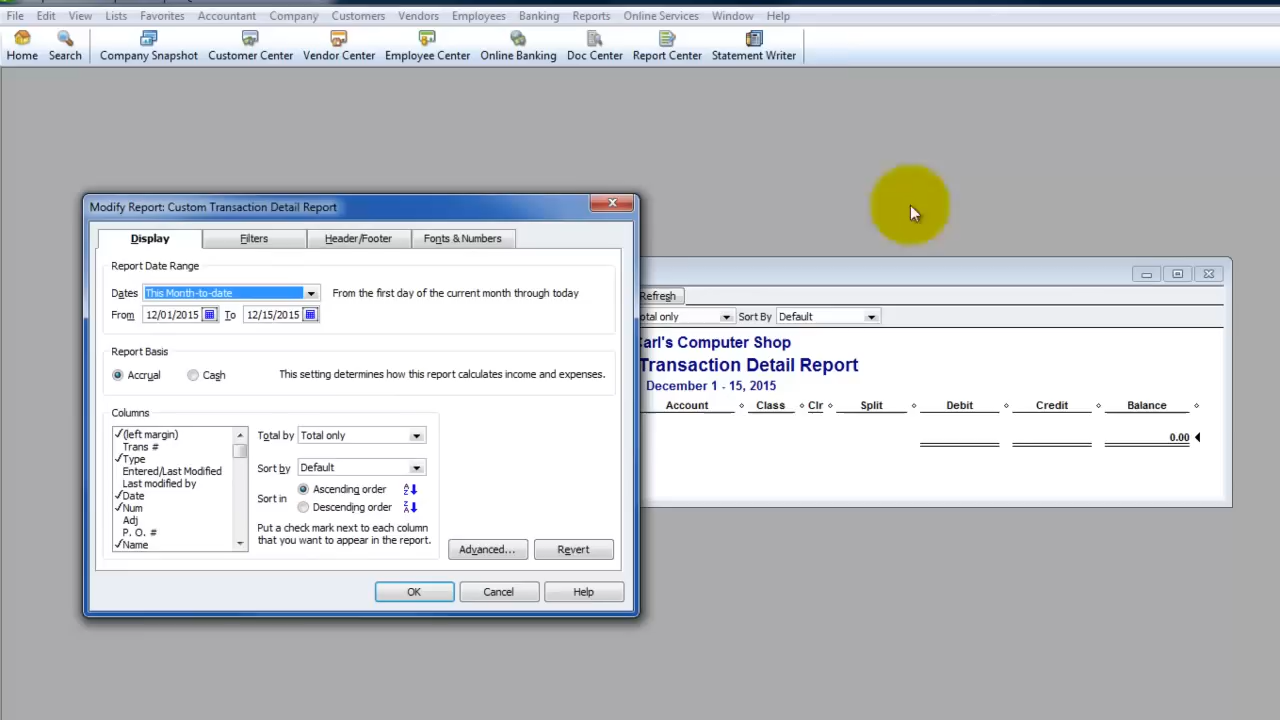 File Edit View Lists Favorites Accountant Company Customers Vendors Employees Banking Reports Online Services Window Help
Home Search Company Snapshot Customer Center Vendor Center Employee Center Online Banking Doc Center Report Center Statement Writer
Modify Report: Custom Transaction Detail Report
Display Filters Header/Footer Fonts & Numbers
Report Date Range
Dates This Month-to-date From the first day of the current month through today
From 12/01/2015 To 12/15/2015
Report Basis
Accrual Cash This setting determines how this report calculates income and expenses.
Columns
(left margin)
Trans #
Type
Entered/Last Modified
Last modified by
Date
Num
Adj
P. O. #
Name
Total by Total only
Sort by Default
Sort in Ascending order
Descending order
Put a check mark next to each column
that you want to appear in the report.
Advanced... Revert
OK Cancel Help
Refresh
otal only Sort By Default
arl's Computer Shop
Transaction Detail Report
December 1 - 15, 2015
Account Class Clr Split Debit Credit Balance
0.00